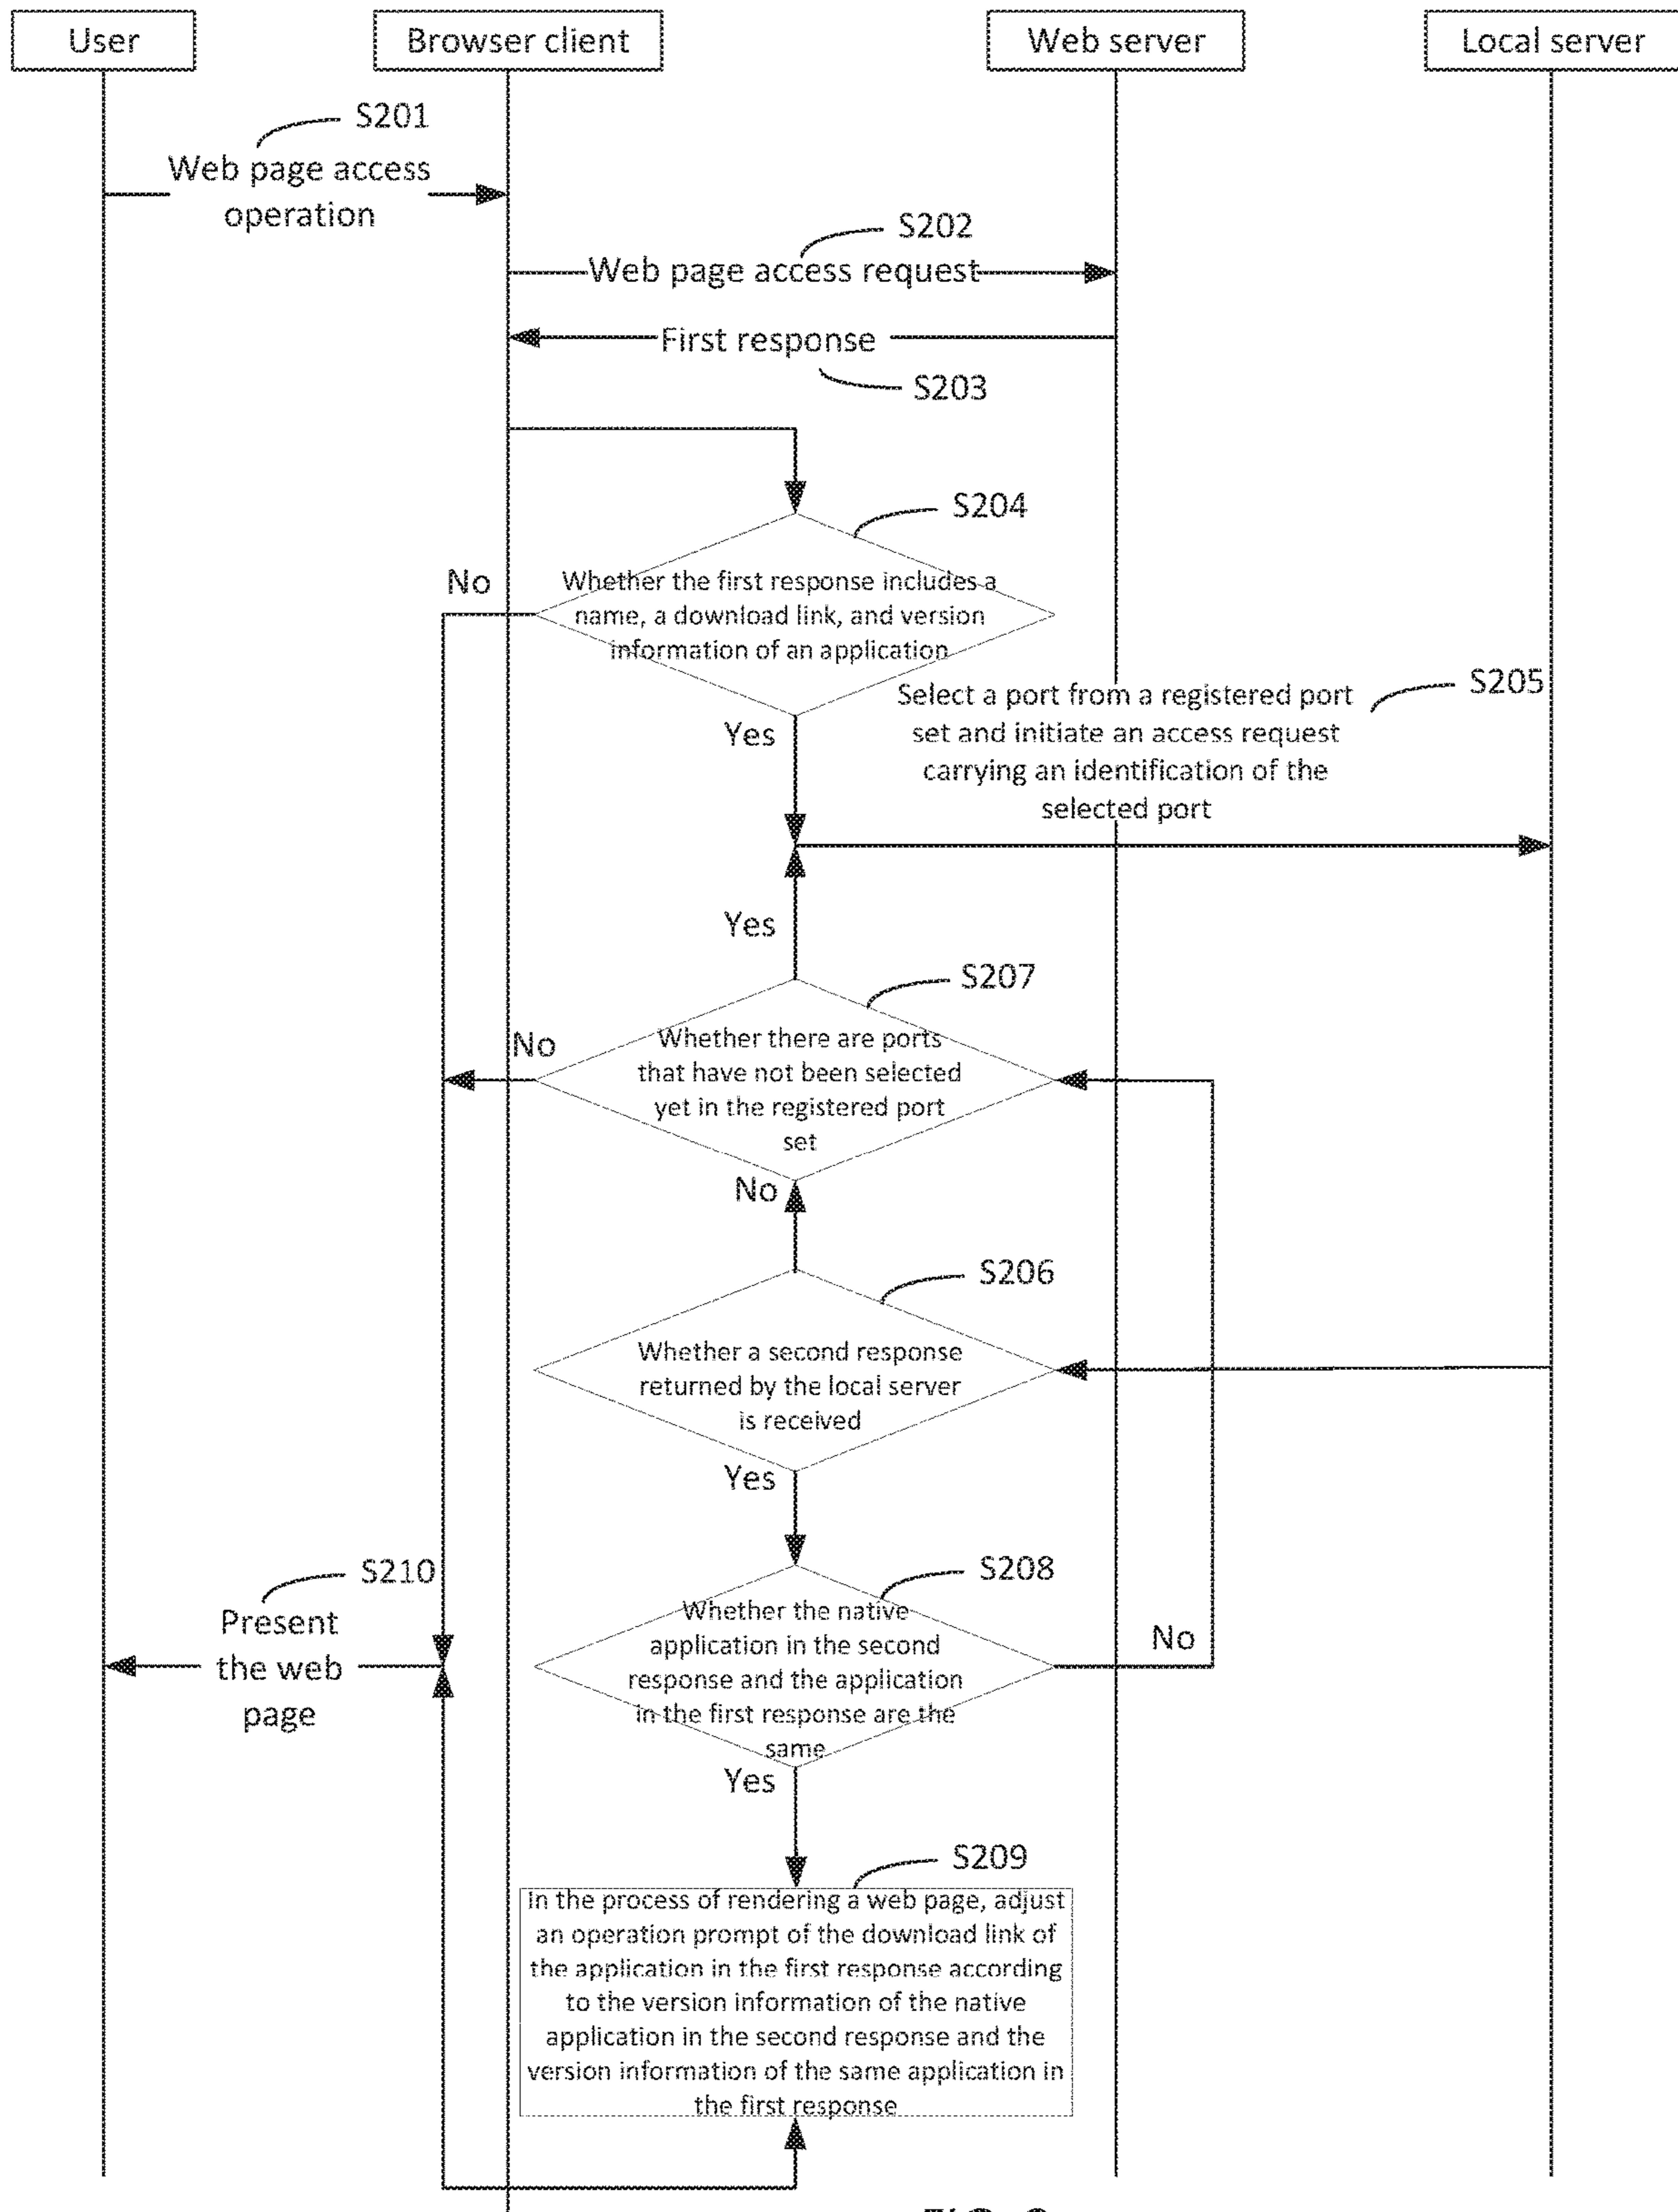 User
Browser client
Web server
Local server
S201
Web page access
operation
S202
Web page access request
First response
S203
S204
No
Whether the first response includes a
name, a download link, and version
information of an application
Yes
S205
Select a port from a registered port
set and initiate an access request
carrying an identification of the
selected port
Yes
S207
No
Whether there are ports
that have not been selected
yet in the registered port
set
No
S206
Whether a second response
returned by the local server
is received
Yes
S208
Whether the native
application in the second
response and the application
in the first response are the
same
No
S210
Present
the web
page
Yes
S209
In the process of rendering a web page, adjust
an operation prompt of the download link of
the application in the first response according
to the version information of the native
application in the second response and the
version information of the same application in
the first response